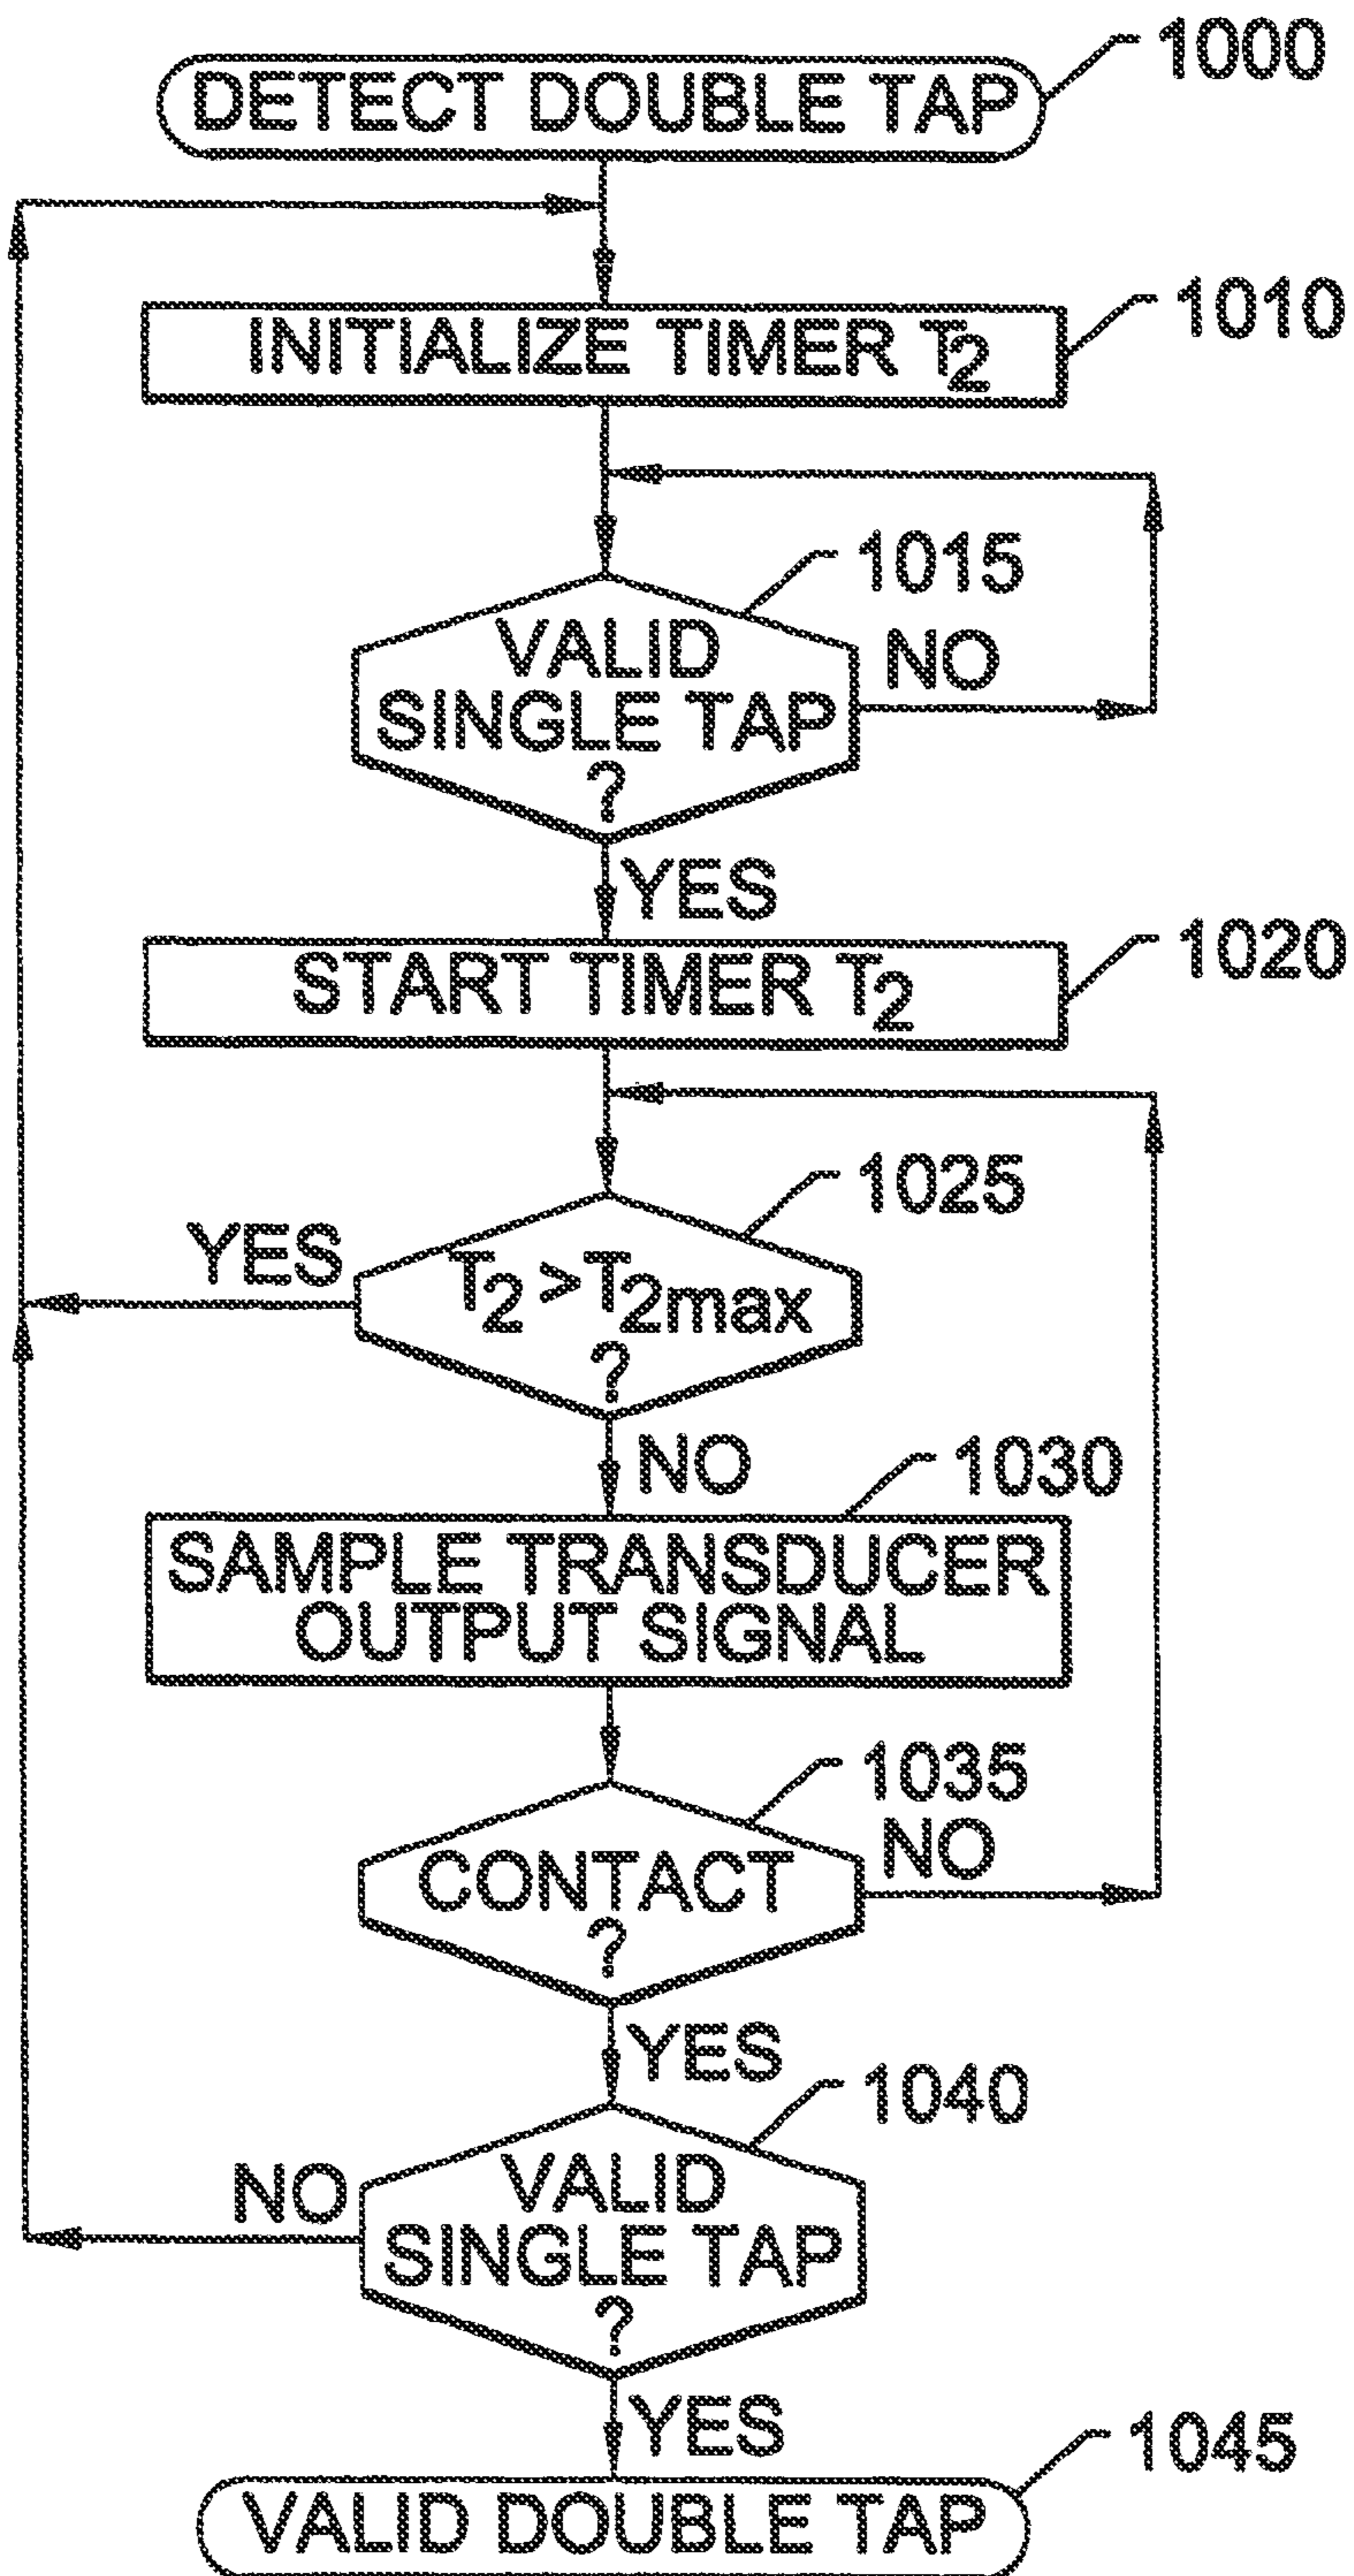 1000
DETECT DOUBLE TAP
1010
INITIALIZE TIMER T2
1015
VALID
SINGLE TAP
?
NO
YES
1020
START TIMER T2
1025
YES
T2 > T2max
?
NO
1030
SAMPLE TRANSDUCER
OUTPUT SIGNAL
1035
NO
CONTACT
?
YES
1040
NO
VALID
SINGLE TAP
?
YES
1045
VALID DOUBLE TAP